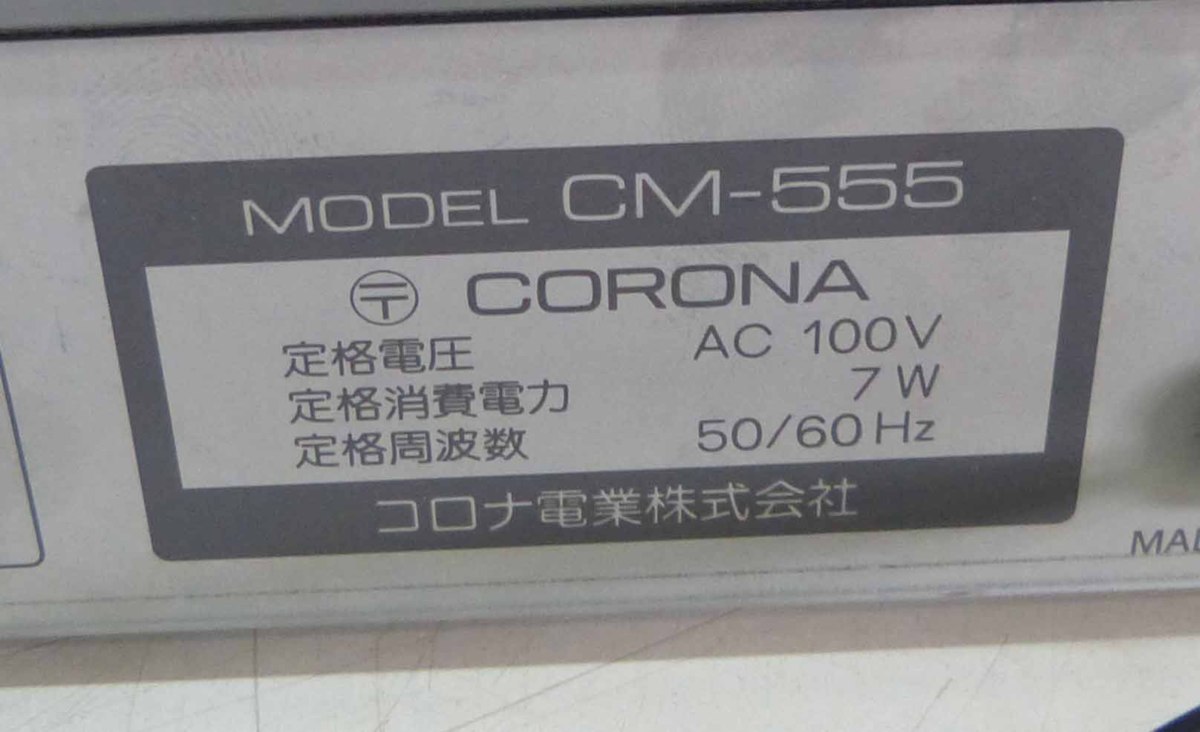 MODEL CM-555
〶 CORONA
定格電圧 AC 100V
定格消費電力 7W
定格周波数 50/60Hz
コロナ電業株式会社